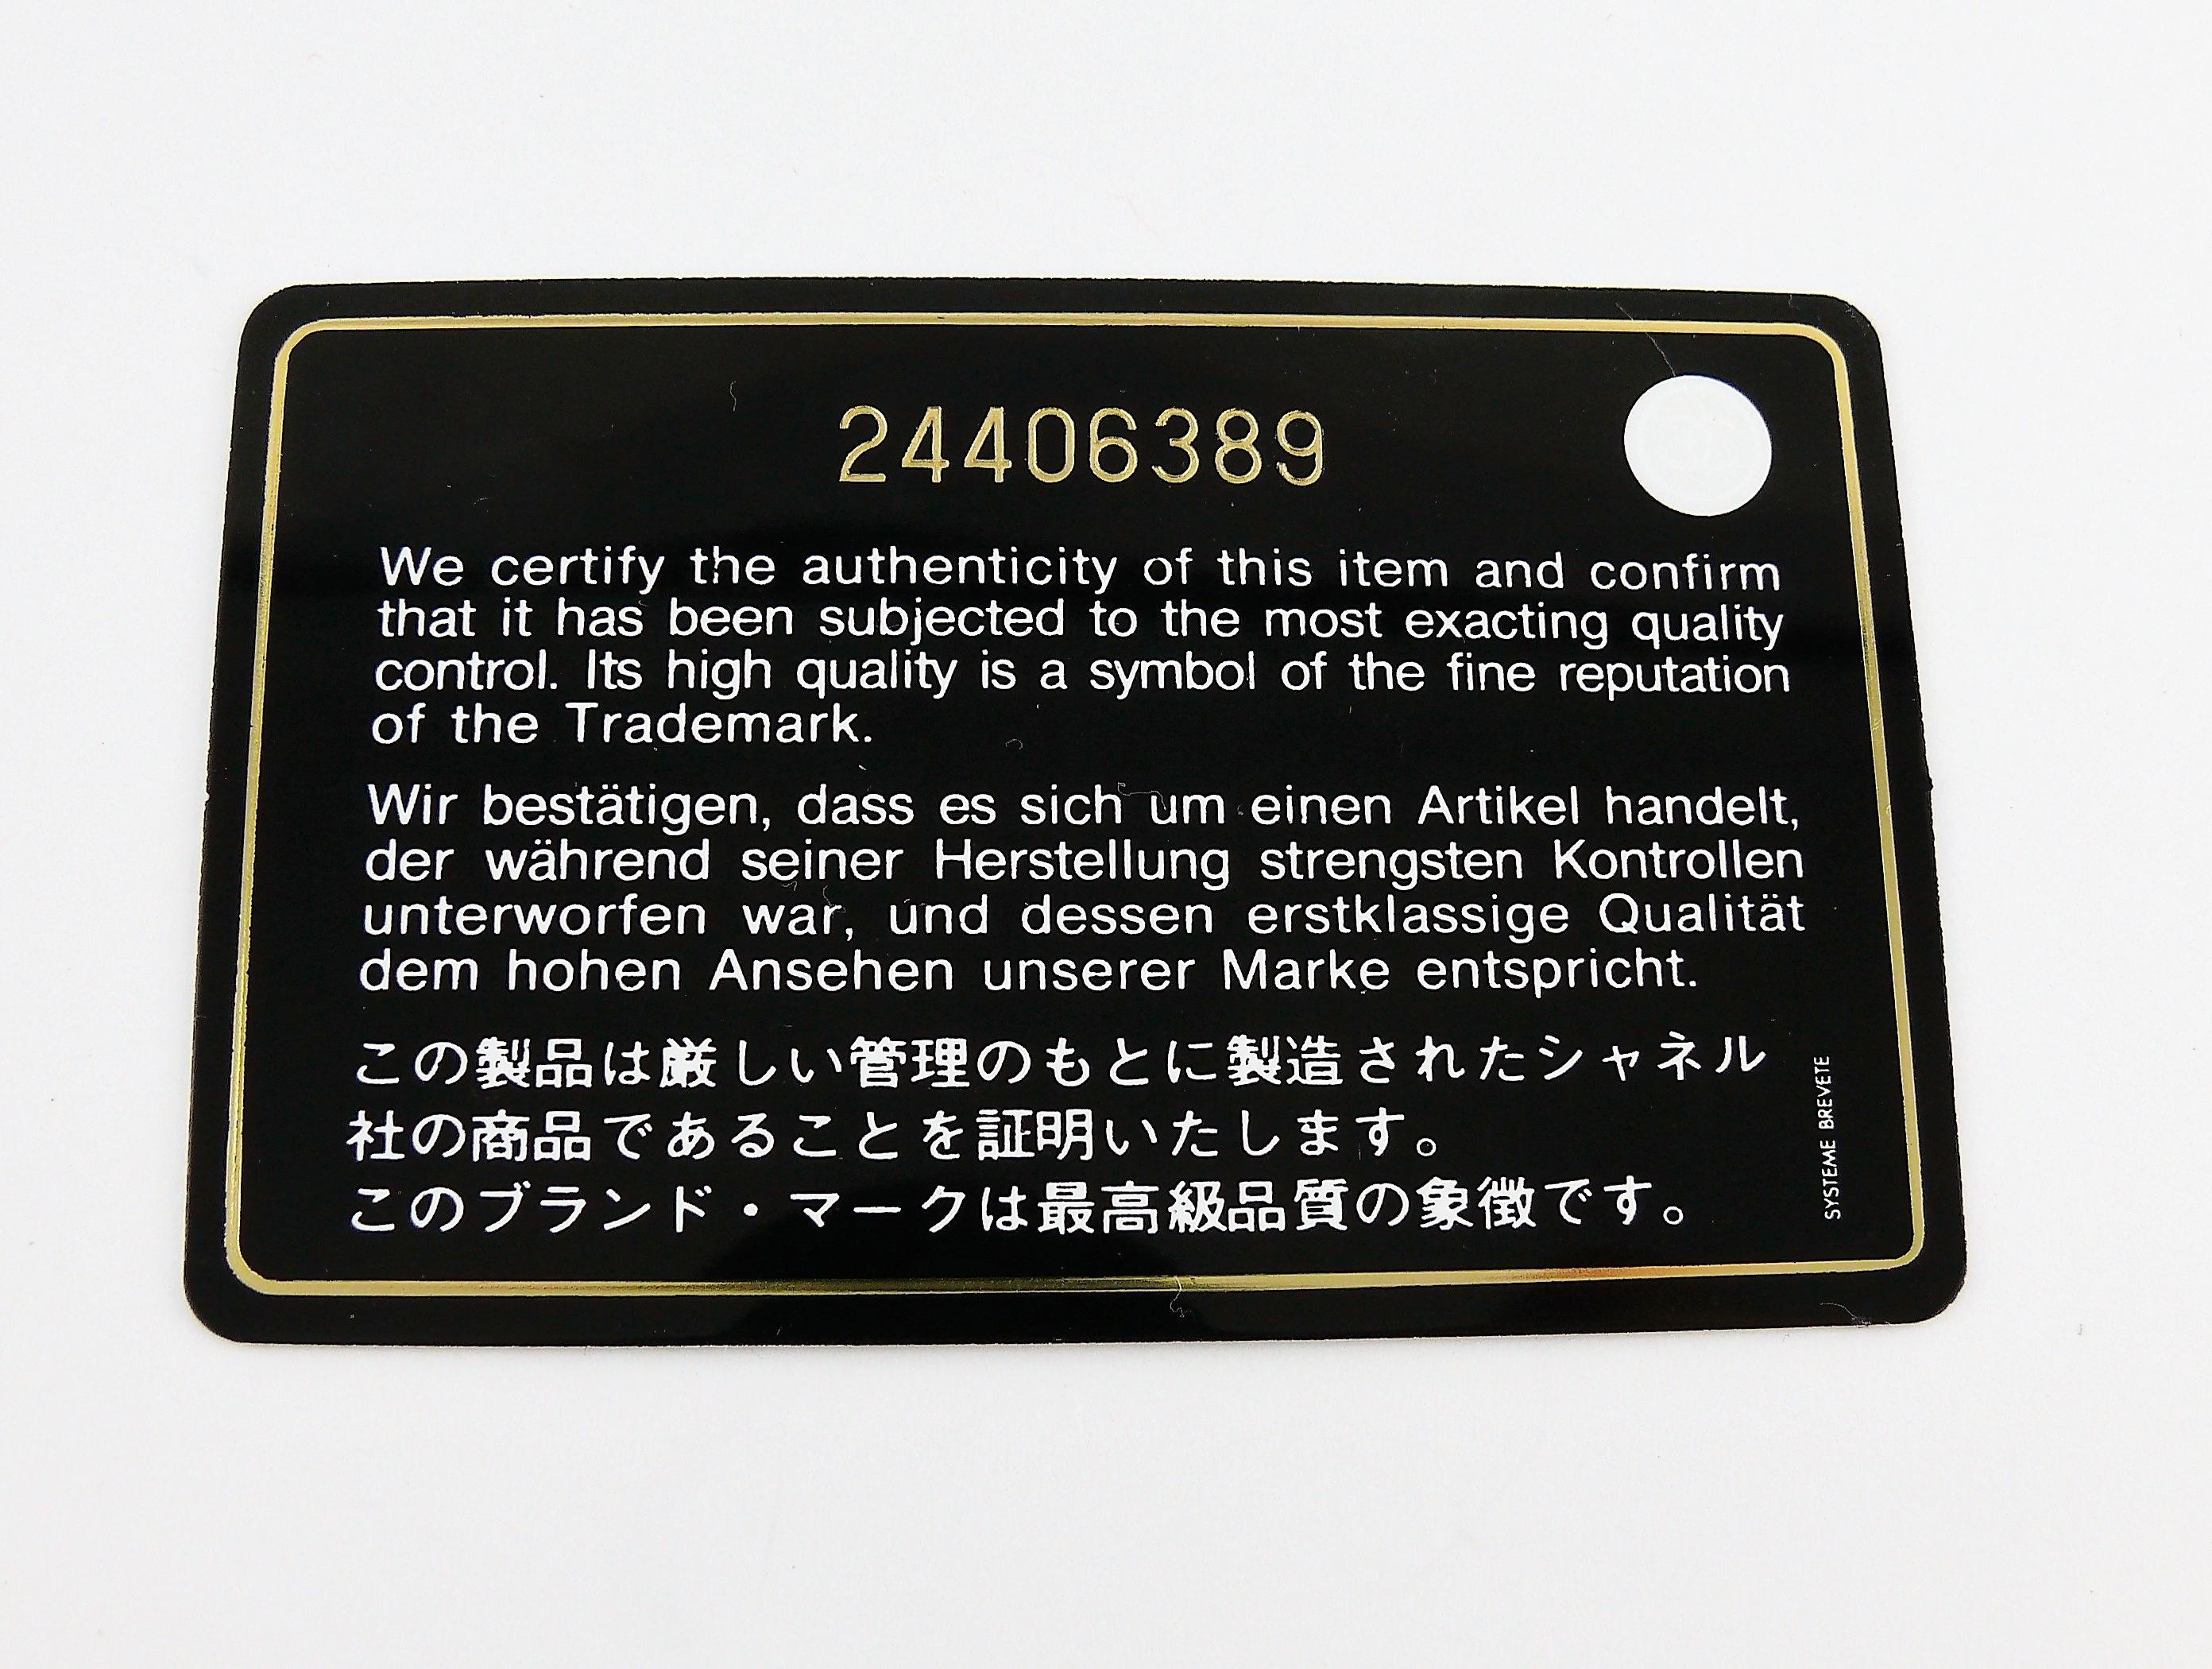 24406389
We certify the authenticity of this item and confirm
that it has been subjected to the most exacting quality
control. Its high quality is a symbol of the fine reputation
of the Trademark.
Wir bestätigen, dass es sich um einen Artikel handelt,
der während seiner Herstellung strengsten Kontrollen
unterworfen war, und dessen erstklassige Qualität
dem hohen Ansehen unserer Marke entspricht.
この製品は厳しい管理のもとに製造されたシャネル
社の商品であることを証明いたします。
このブランド・マークは最高級品質の象徴です。
SYSTEME BREVETE